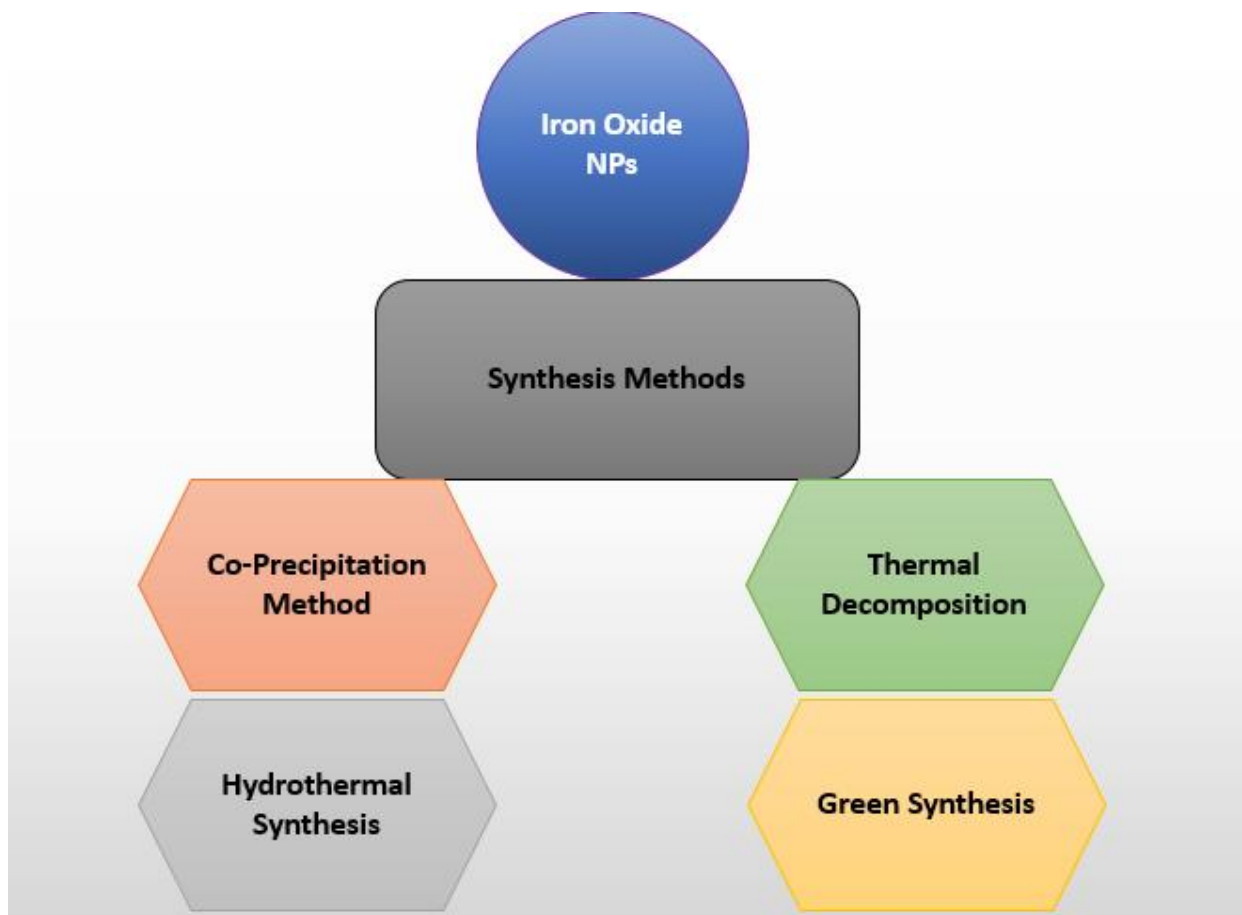 Iron Oxide
NPs
Synthesis Methods
Co-Precipitation
Method
Thermal
Decomposition
Hydrothermal
Synthesis
Green Synthesis